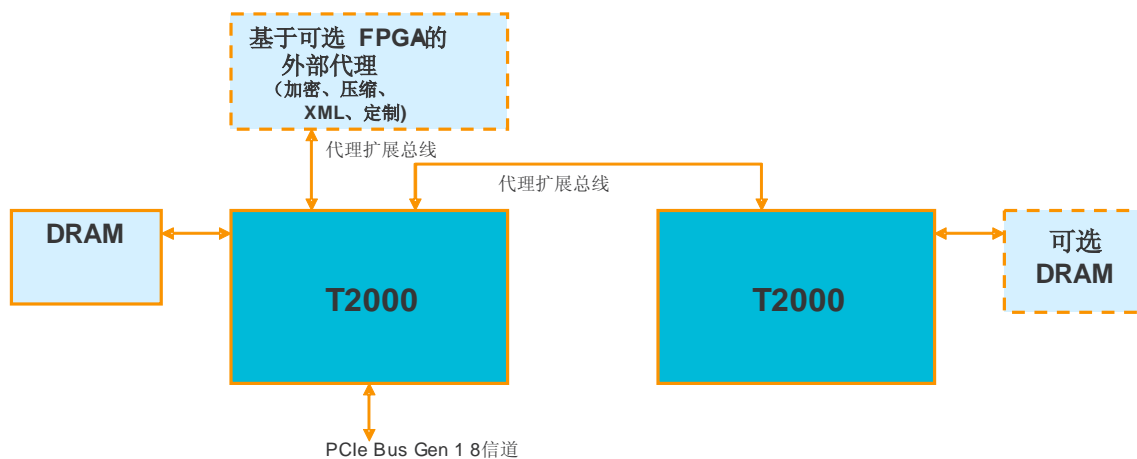 基于可选 FPGA的
外部代理
（加密、压缩、
XML、定制)
代理扩展总线
代理扩展总线
DRAM
T2000
T2000
可选
DRAM
PCIe Bus Gen 1 8信道